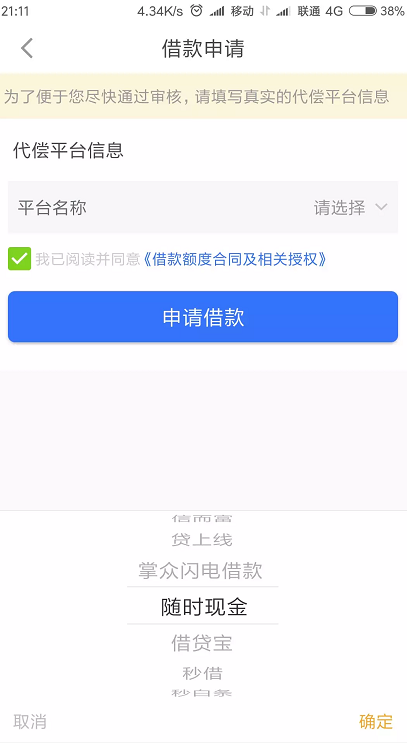 21:11 4.34K/s 移动 联通 4G 38%
借款申请
为了便于您尽快通过审核，请填写真实的代偿平台信息
代偿平台信息
平台名称 请选择
我已阅读并同意《借款额度合同及相关授权》
申请借款
信而富
贷上线
掌众闪电借款
随时现金
借贷宝
秒借
取消 确定